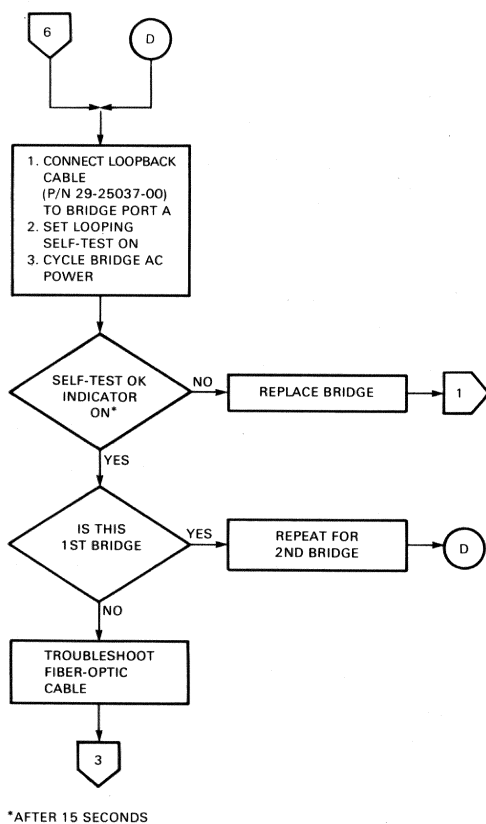 6
D
1. CONNECT LOOPBACK
CABLE
(P/N 29-25037-00)
TO BRIDGE PORT A
2. SET LOOPING
SELF-TEST ON
3. CYCLE BRIDGE AC
POWER
SELF-TEST OK
INDICATOR
ON*
NO
REPLACE BRIDGE
1
YES
IS THIS
1ST BRIDGE
YES
REPEAT FOR
2ND BRIDGE
D
NO
TROUBLESHOOT
FIBER-OPTIC
CABLE
3
*AFTER 15 SECONDS